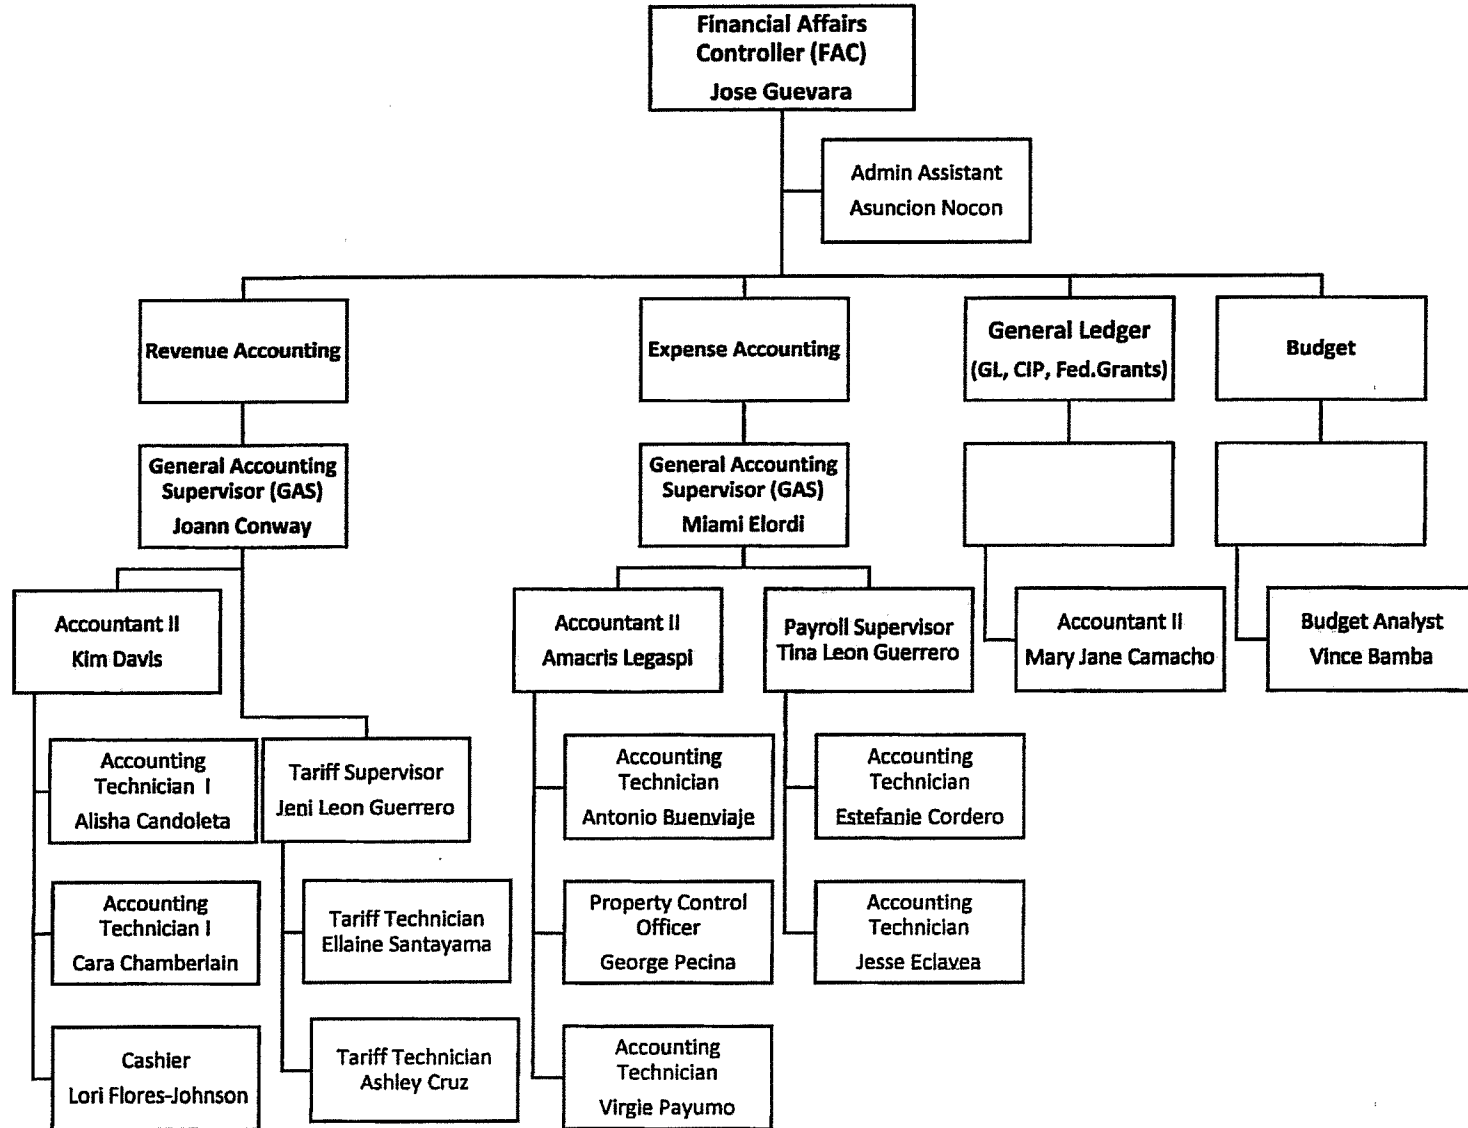 Financial Affairs
Controller (FAC)
Jose Guevara
Admin Assistant
Asuncion Nocon
Revenue Accounting
Expense Accounting
General Ledger
(GL, CIP, Fed.Grants)
Budget
General Accounting
Supervisor (GAS)
Joann Conway
General Accounting
Supervisor (GAS)
Miami Elordi
Accountant II
Kim Davis
Accountant II
Amacris Legaspi
Payroll Supervisor
Tina Leon Guerrero
Accountant II
Mary Jane Camacho
Budget Analyst
Vince Bamba
Accounting
Technician I
Alisha Candoleta
Tariff Supervisor
Jeni Leon Guerrero
Accounting
Technician
Antonio Buenviaje
Accounting
Technician
Estefanie Cordero
Accounting
Technician I
Cara Chamberlain
Tariff Technician
Ellaine Santayama
Property Control
Officer
George Pecina
Accounting
Technician
Jesse Eclavea
Cashier
Lori Flores-Johnson
Tariff Technician
Ashley Cruz
Accounting
Technician
Virgie Payumo